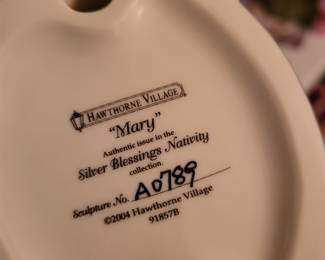 HAWTHORNE VILLAGE
"Mary"
Authentic issue in the
Silver Blessings Nativity
collection.
Sculpture No. A0789
©2004 Hawthorne Village
91857B